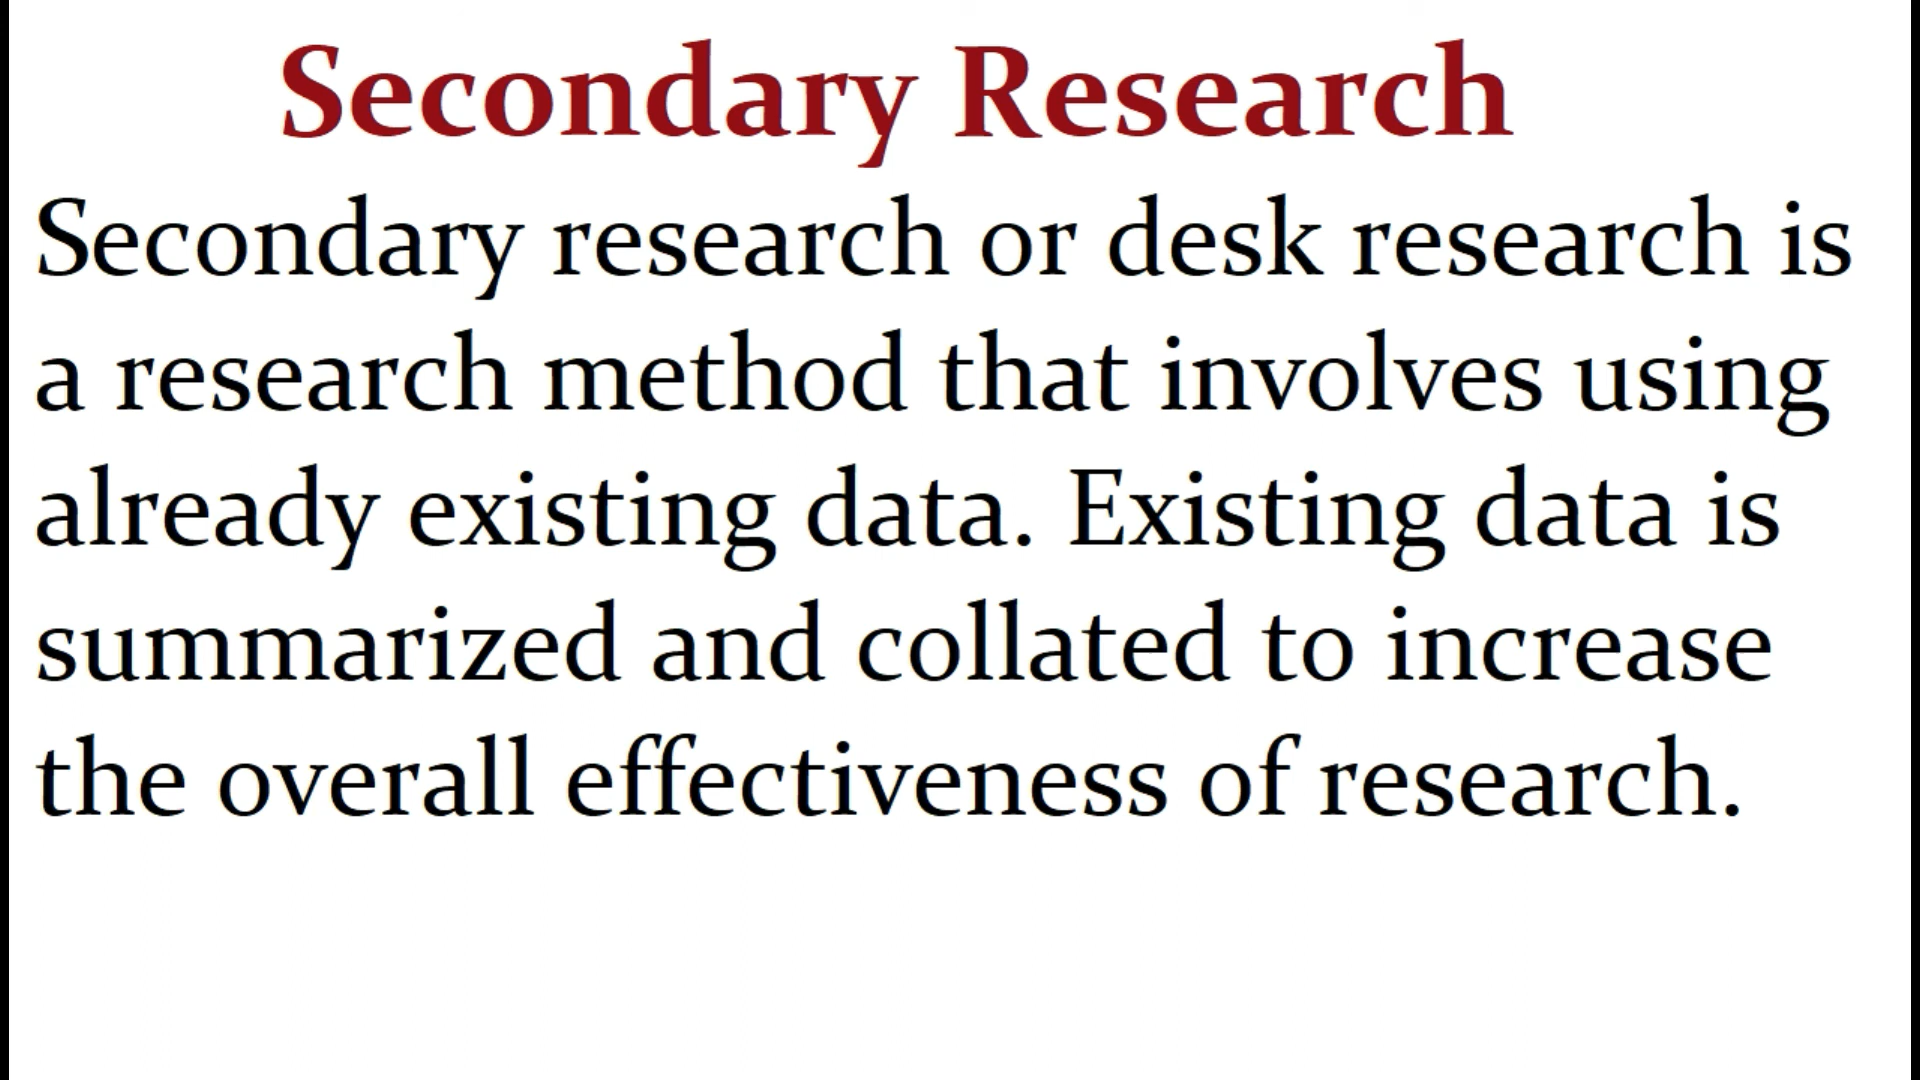 Secondary Research
Secondary research or desk research is
a research method that involves using
already existing data. Existing data is
summarized and collated to increase
the overall effectiveness of research.